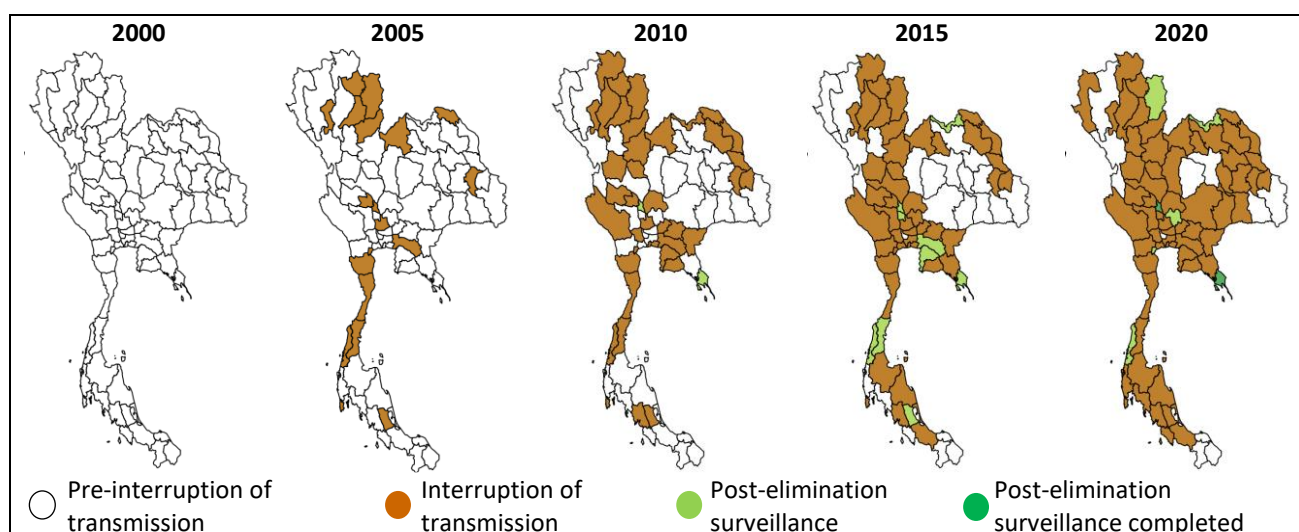 2000 2005 2010 2015 2020
Pre-interruption of transmission
Interruption of transmission
Post-elimination surveillance
Post-elimination surveillance completed